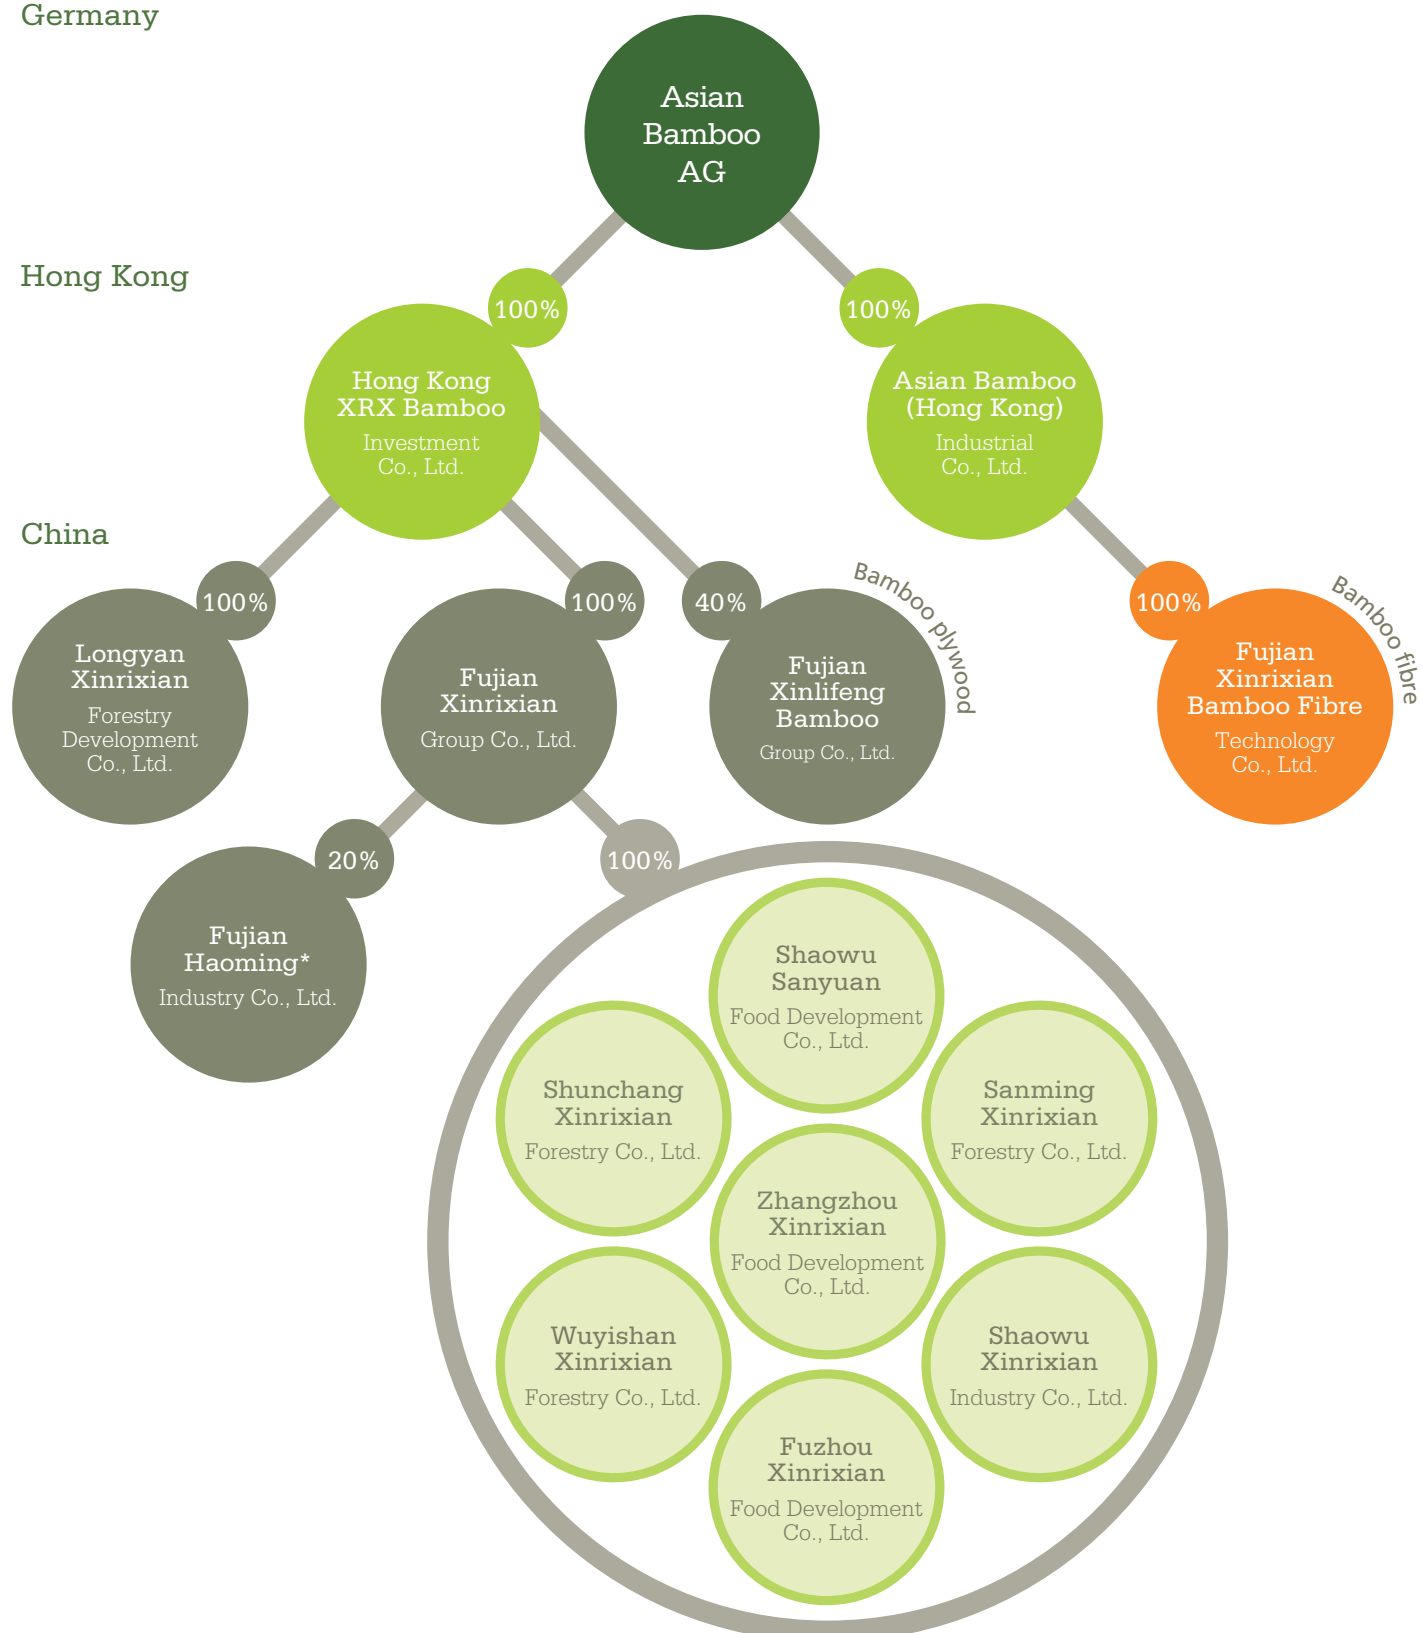 Germany
Asian
Bamboo
AG
Hong Kong
100%
100%
Hong Kong
XRX Bamboo
Investment
Co., Ltd.
Asian Bamboo
(Hong Kong)
Industrial
Co., Ltd.
China
100%
100%
40%
100%
Longyan
Xinrixian
Forestry
Development
Co., Ltd.
Fujian
Xinrixian
Group Co., Ltd.
Fujian
Xinlifeng
Bamboo
Group Co., Ltd.
Bamboo plywood
Fujian
Xinrixian
Bamboo Fibre
Technology
Co., Ltd.
Bamboo fibre
20%
100%
Fujian
Haoming*
Industry Co., Ltd.
Shaowu
Sanyuan
Food Development
Co., Ltd.
Shunchang
Xinrixian
Forestry Co., Ltd.
Sanming
Xinrixian
Forestry Co., Ltd.
Zhangzhou
Xinrixian
Food Development
Co., Ltd.
Wuyishan
Xinrixian
Forestry Co., Ltd.
Shaowu
Xinrixian
Industry Co., Ltd.
Fuzhou
Xinrixian
Food Development
Co., Ltd.